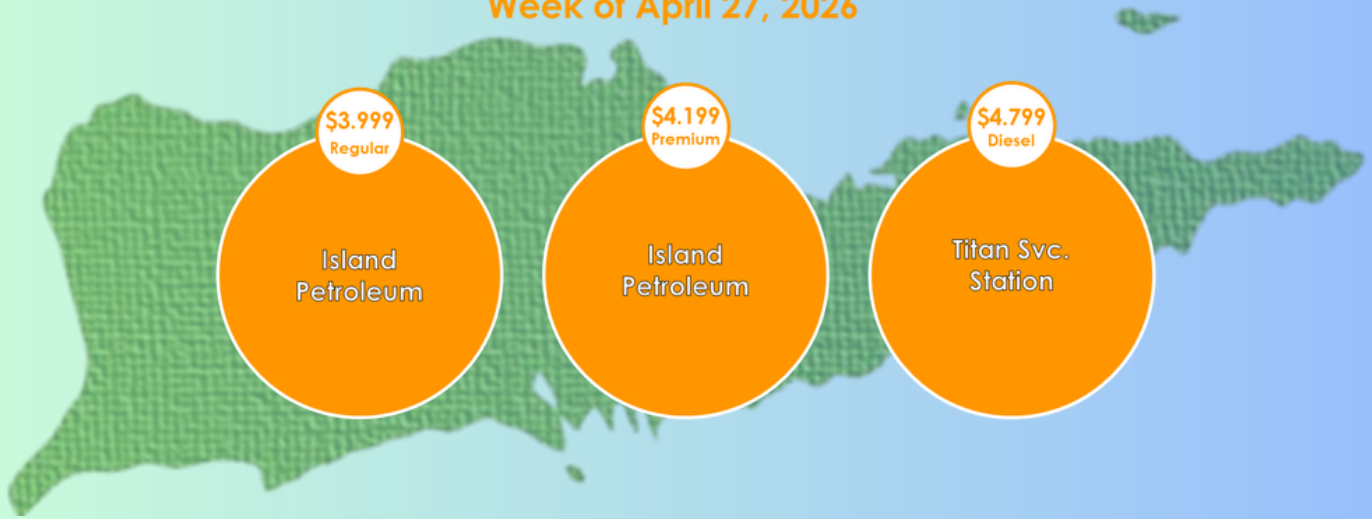 Week of April 27, 2026
$3.999
Regular
$4.199
Premium
$4.799
Diesel
Island
Petroleum
Island
Petroleum
Titan Svc.
Station